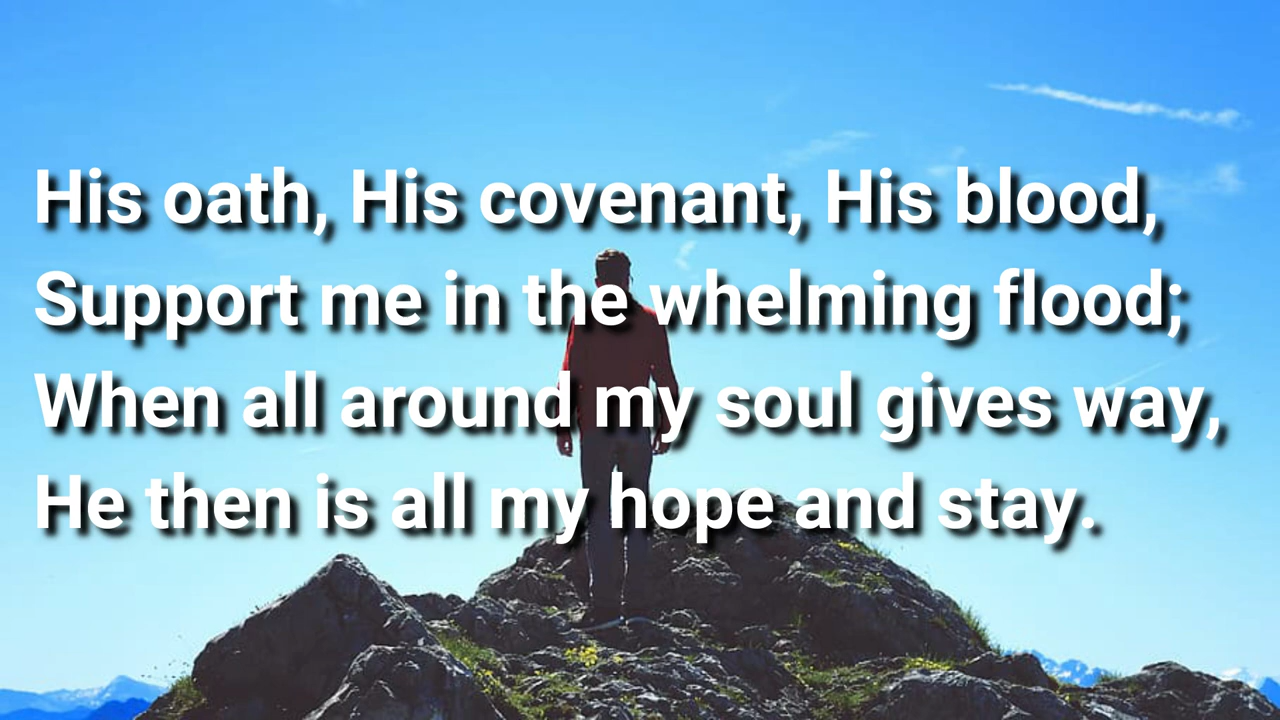 His oath, His covenant, His blood,
Support me in the whelming flood;
When all around my soul gives way,
He then is all my hope and stay.